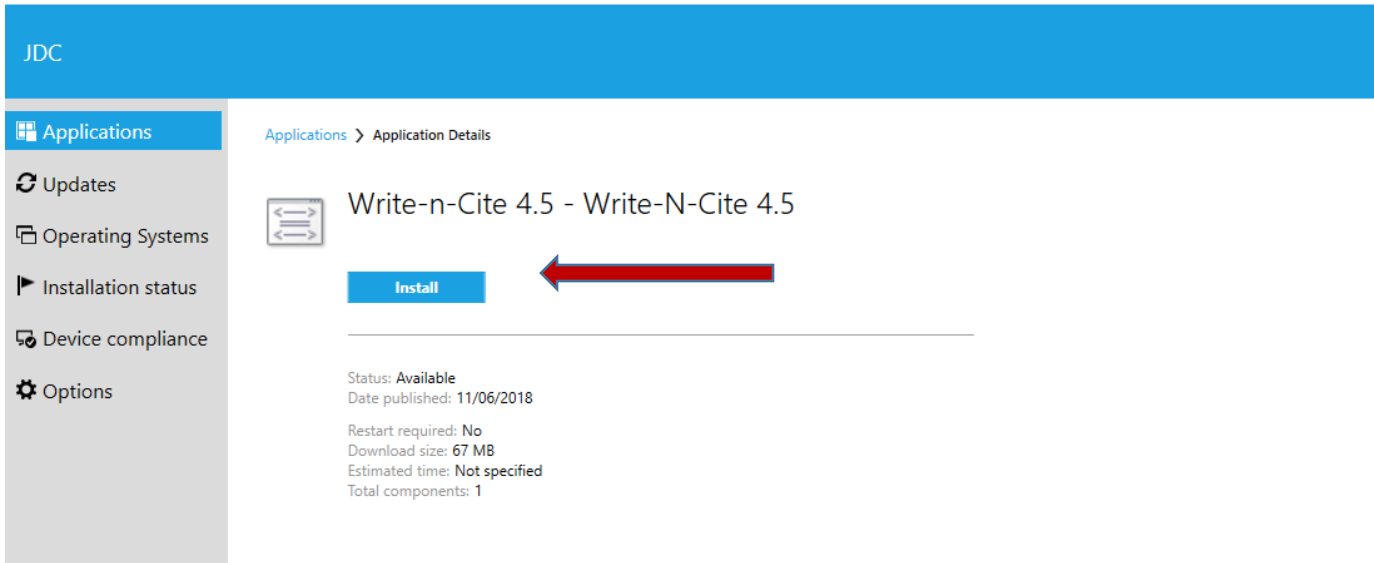 JDC
Applications
Updates
Operating Systems
Installation status
Device compliance
Options
Applications > Application Details
Write-n-Cite 4.5 - Write-N-Cite 4.5
Install
Status: Available
Date published: 11/06/2018
Restart required: No
Download size: 67 MB
Estimated time: Not specified
Total components: 1